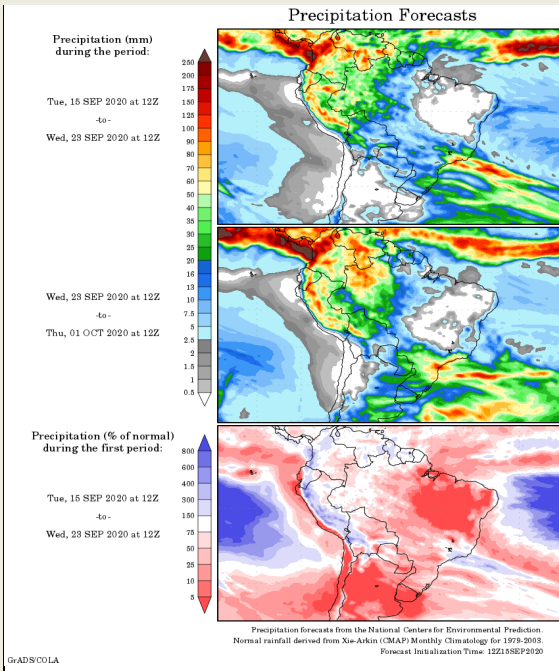 Precipitation Forecasts
Precipitation (mm)
during the period:
Tue, 15 SEP 2020 at 12Z
-to-
Wed, 23 SEP 2020 at 12Z
250
200
175
150
125
100
90
80
70
60
50
40
35
30
25
20
16
13
10
7.5
5
2.5
2
1.5
1
0.5
Wed, 23 SEP 2020 at 12Z
-to-
Thu, 01 OCT 2020 at 12Z
Precipitation (% of normal)
during the first period:
Tue, 15 SEP 2020 at 12Z
-to-
Wed, 23 SEP 2020 at 12Z
800
600
400
300
150
75
50
25
10
5
Precipitation forecasts from the National Centers for Environmental Prediction.
Normal rainfall derived from Xie-Arkin (CMAP) Monthly Climatology for 1979-2003.
Forecast Initialization Time: 12Z15SEP2020
GrADS/COLA